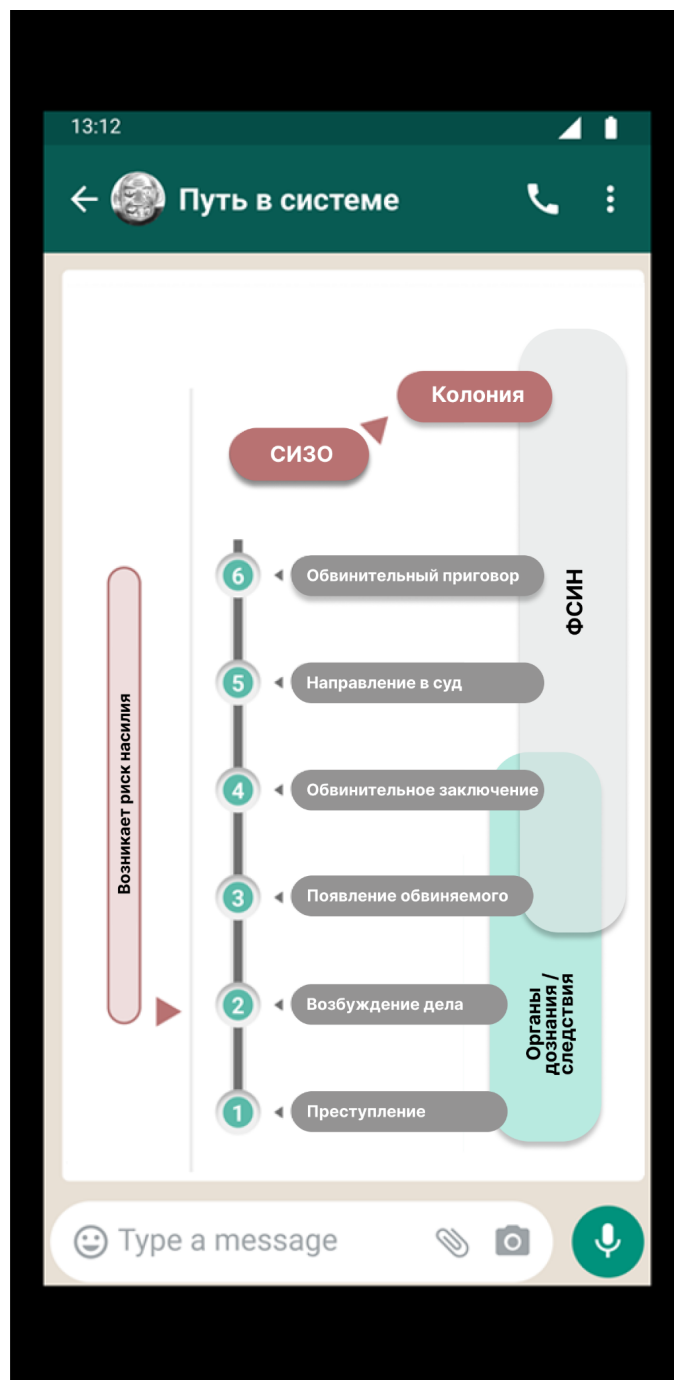 13:12
Путь в системе
Колония
СИЗО
6
Обвинительный приговор
ФСИН
5
Направление в суд
Возникает риск насилия
4
Обвинительное заключение
3
Появление обвиняемого
2
Возбуждение дела
Органы
дознания /
следствия
1
Преступление
Type a message